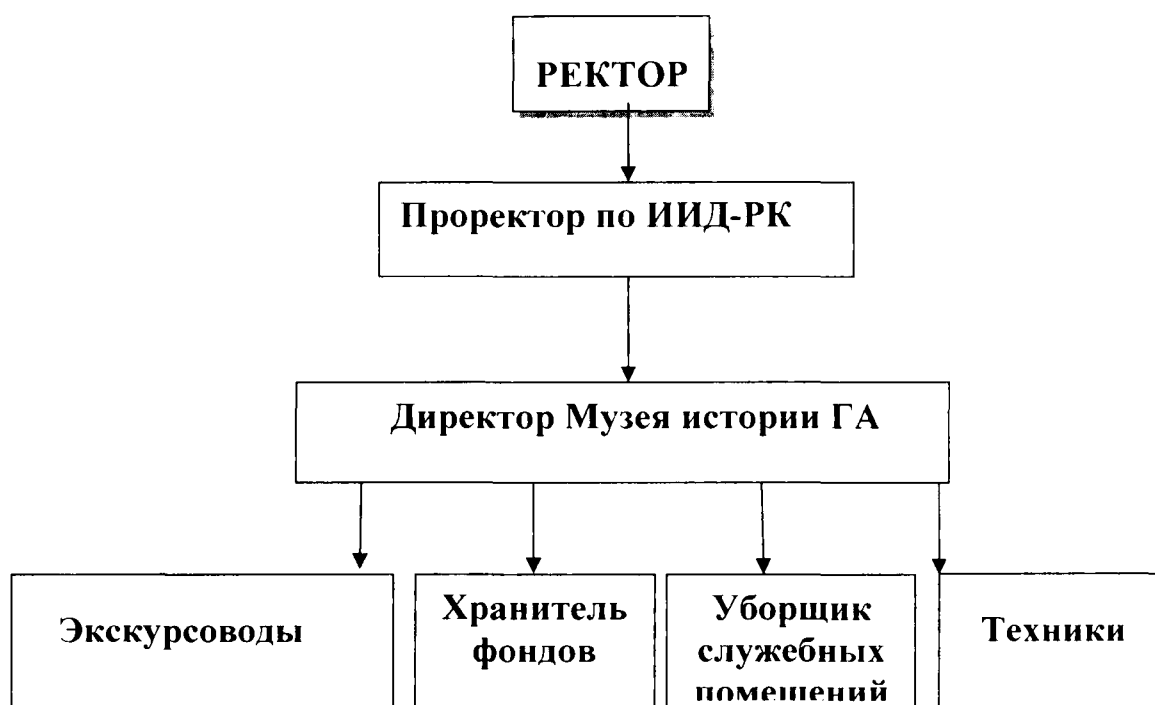 РЕКТОР
Проректор по ИИД-РК
Директор Музея истории ГА
Экскурсоводы
Хранитель
фондов
Уборщик
служебных
помещений
Техники